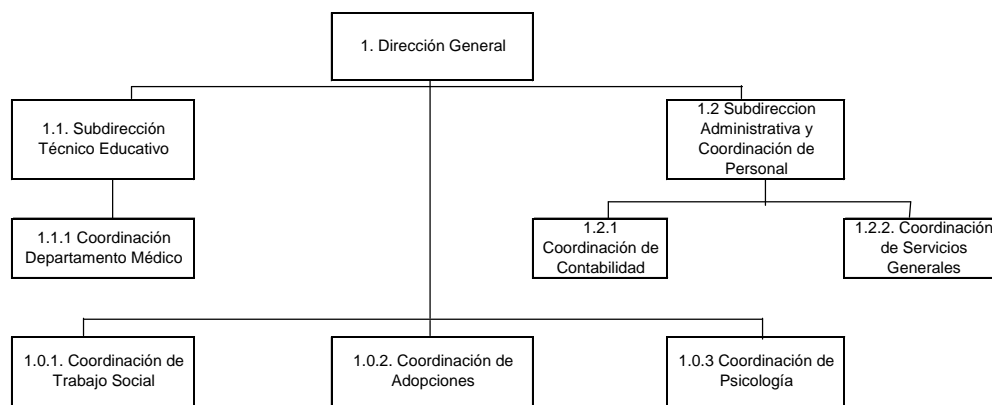 1. Dirección General
1.1. Subdirección
Técnico Educativo
1.2 Subdireccion
Administrativa y
Coordinación de
Personal
1.1.1 Coordinación
Departamento Médico
1.2.1
Coordinación de
Contabilidad
1.2.2. Coordinación
de Servicios
Generales
1.0.1. Coordinación de
Trabajo Social
1.0.2. Coordinación de
Adopciones
1.0.3 Coordinación de
Psicología